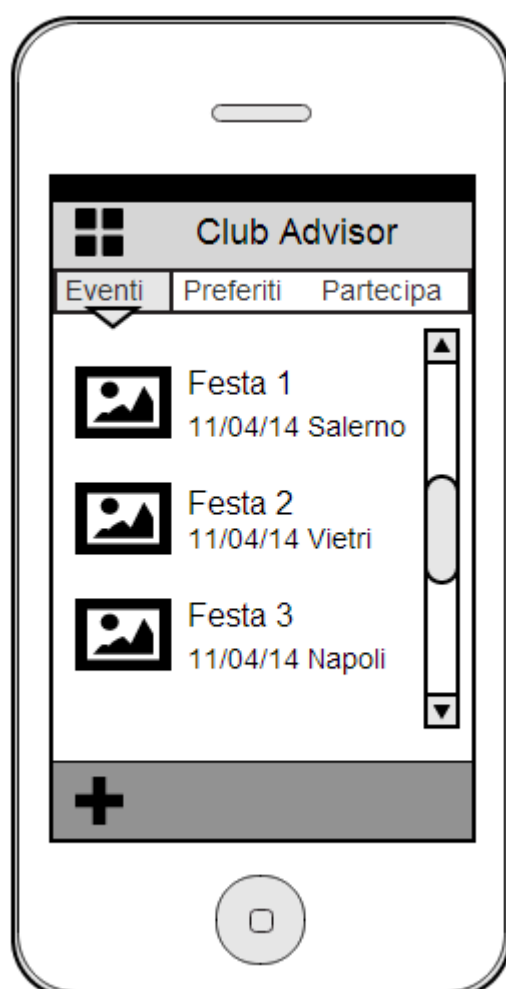 Club Advisor
Eventi Preferiti Partecipa
Festa 1
11/04/14 Salerno
Festa 2
11/04/14 Vietri
Festa 3
11/04/14 Napoli